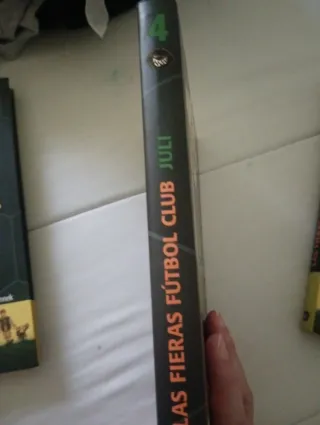 4
LAS FIERAS FÚTBOL CLUB JULI